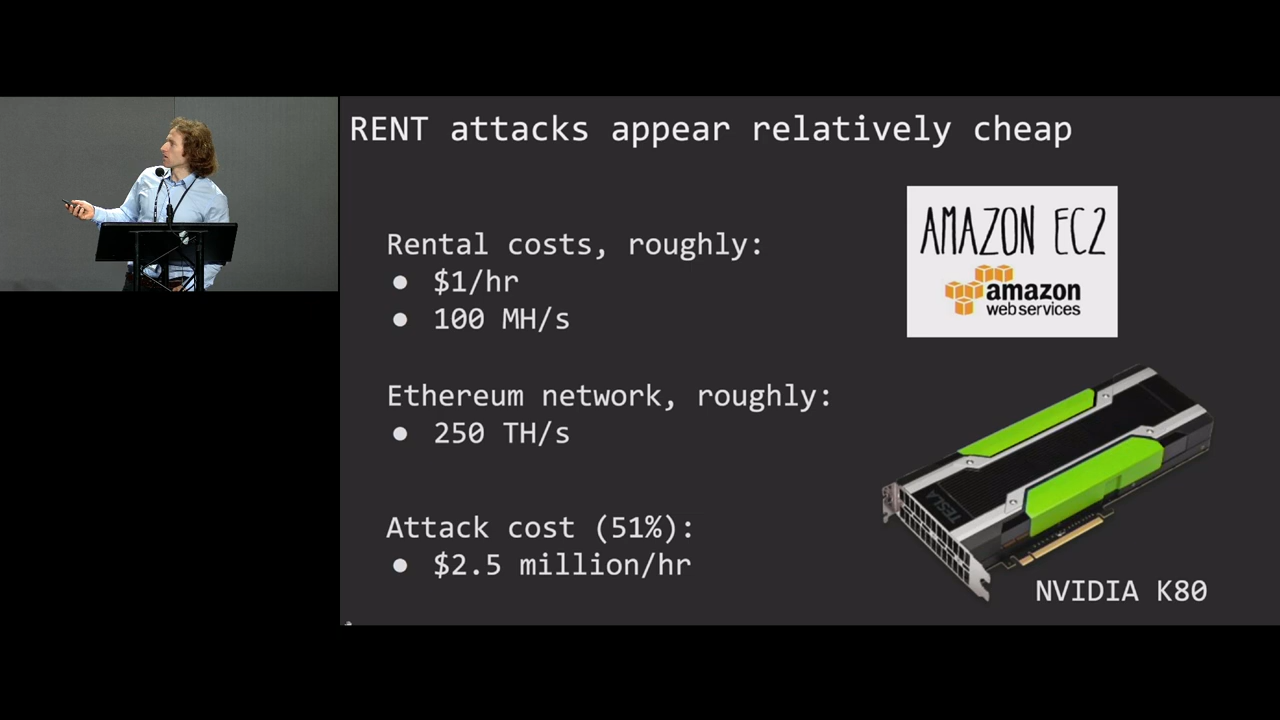 RENT attacks appear relatively cheap
Rental costs, roughly:
● $1/hr
● 100 MH/s
Ethereum network, roughly:
● 250 TH/s
Attack cost (51%):
● $2.5 million/hr
AMAZON EC2
amazon
webservices
TESLA
NVIDIA K80